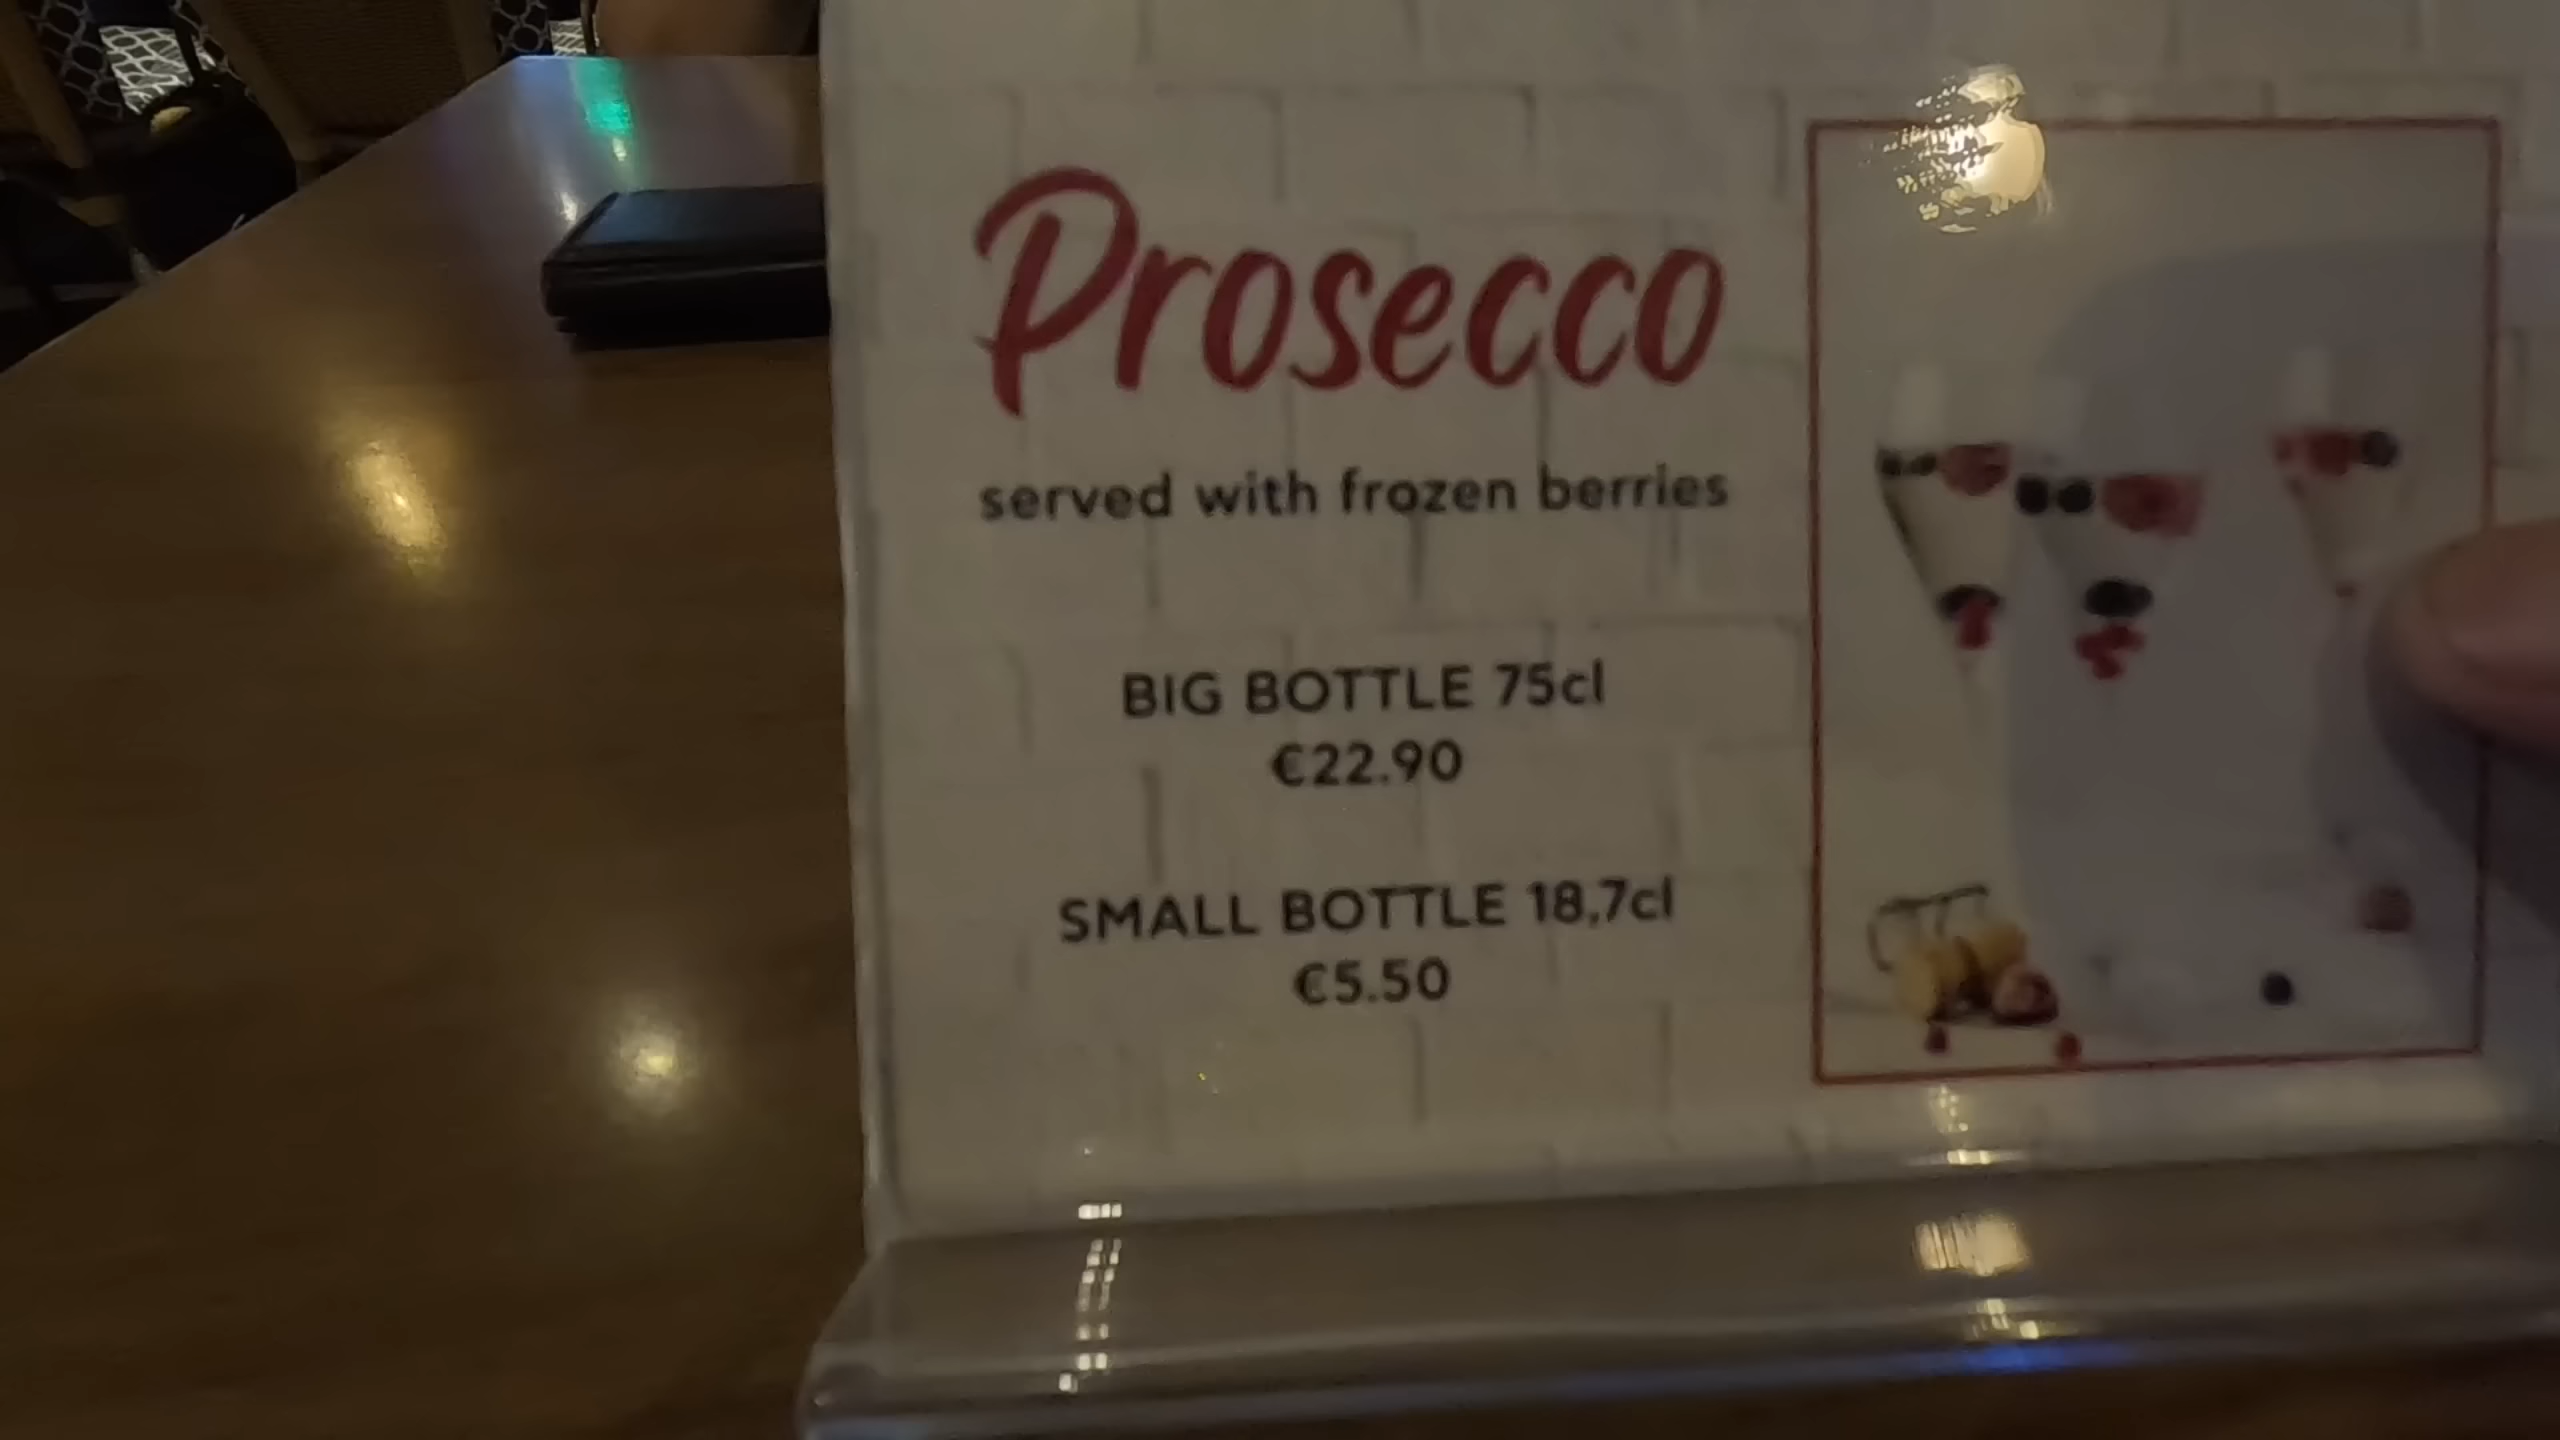 Prosecco
served with frozen berries
BIG BOTTLE 75cl
€22.90
SMALL BOTTLE 18,7cl
€5.50